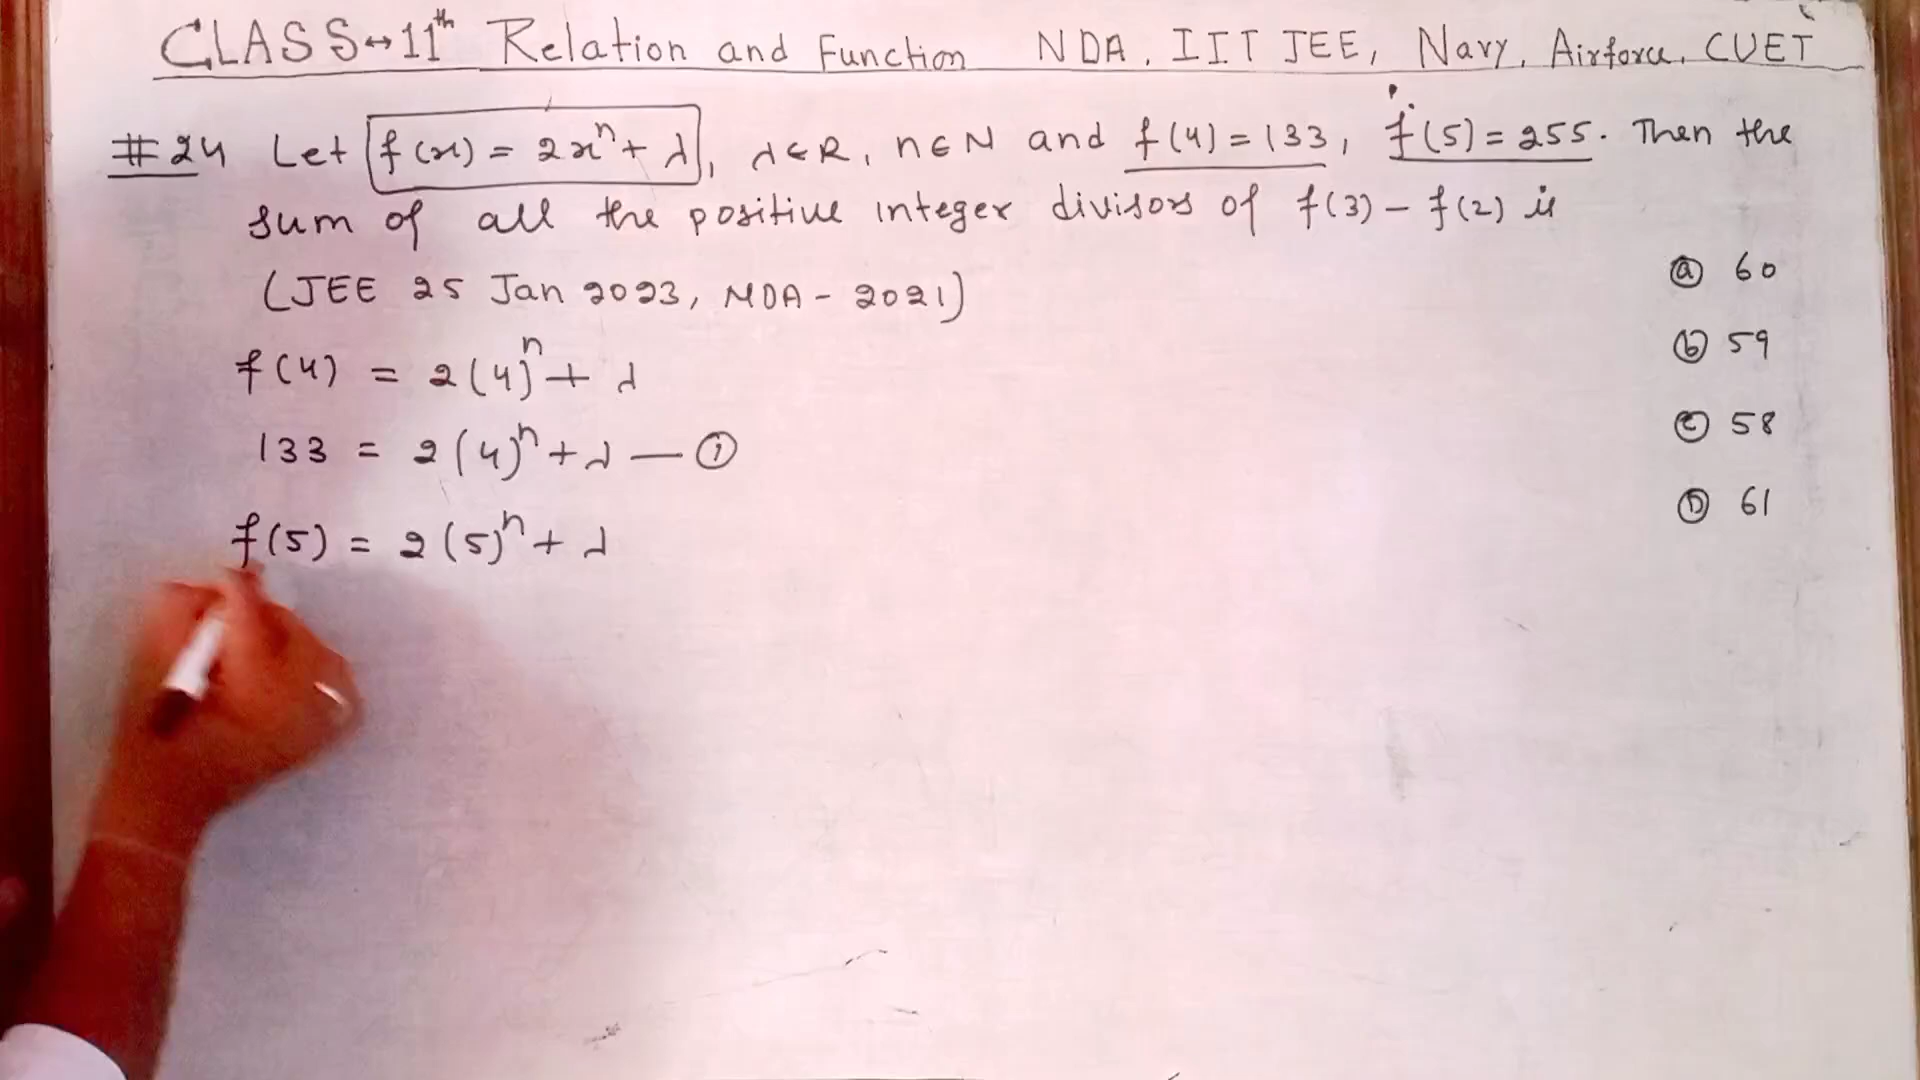 CLASS↔11th Relation and Function NDA, IIT JEE, Navy, Airforce, CUET
#24 Let f(x) = 2xⁿ + λ, λ∈R, n∈N and f(4) = 133, f(5) = 255. Then the
sum of all the positive integer divisors of f(3) - f(2) is
(JEE 25 Jan 2023, NDA - 2021)
ⓐ 60
ⓑ 59
ⓒ 58
Ⓓ 61
f(4) = 2(4)ⁿ + λ
133 = 2(4)ⁿ + λ — ①
f(5) = 2(5)ⁿ + λ